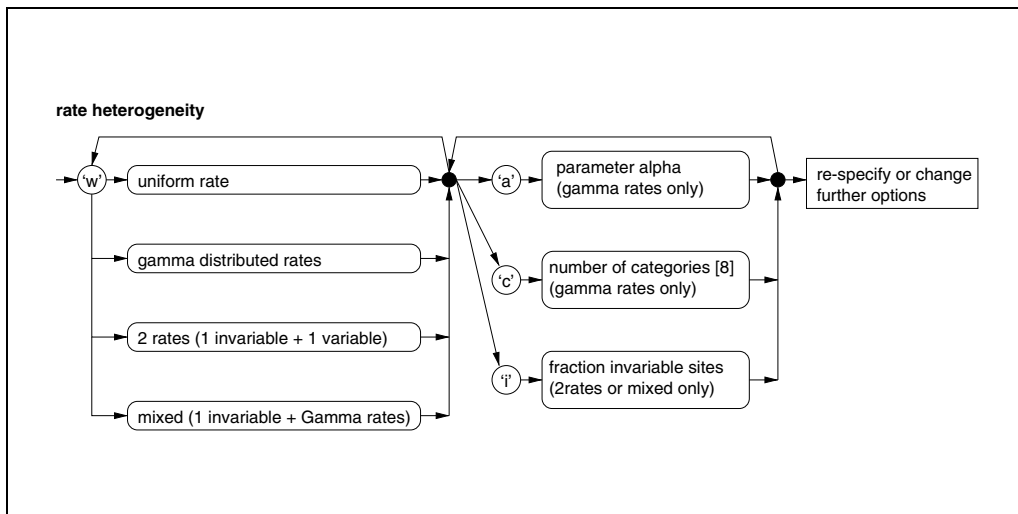 rate heterogeneity
‘w’
uniform rate
gamma distributed rates
2 rates (1 invariable + 1 variable)
mixed (1 invariable + Gamma rates)
‘a’
parameter alpha
(gamma rates only)
‘c’
number of categories [8]
(gamma rates only)
‘i’
fraction invariable sites
(2rates or mixed only)
re-specify or change
further options